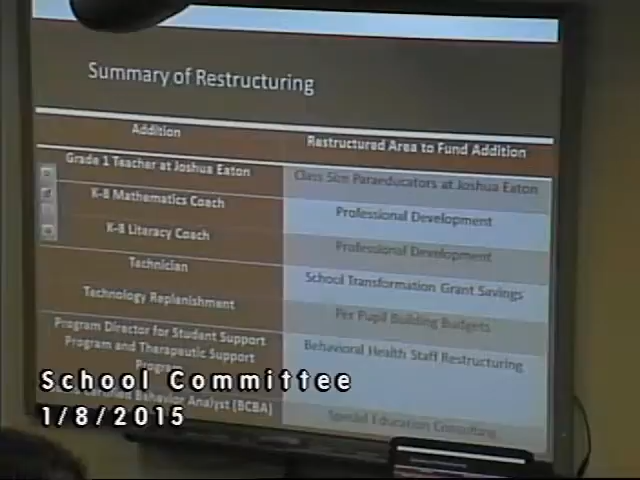 Summary of Restructuring
Addition
Restructured Area to Fund Addition
Grade 1 Teacher at Joshua Eaton
Class Size Paraeducators at Joshua Eaton
K-8 Mathematics Coach
Professional Development
K-8 Literacy Coach
Professional Development
Technician
School Transformation Grant Savings
Technology Replenishment
Per Pupil Building Budgets
Program Director for Student Support
Program and Therapeutic Support
Program
Behavioral Health Staff Restructuring
Certified Behavior Analyst (BCBA)
Special Education Consulting
School Committee
1/8/2015